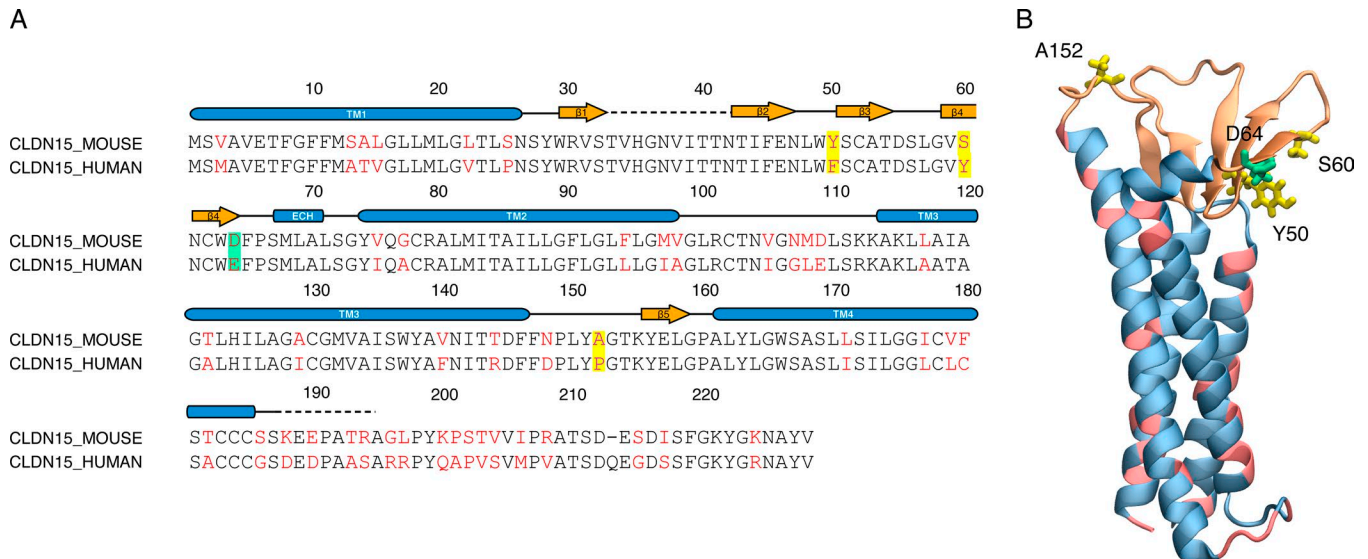 A
B
10 20 30 40 50 60
TM1 β1 β2 β3 β4
CLDN15_MOUSE MSVAVETFGFFMSALGLLMLGLTLSNSYWRVSTVHGNVITTNTIFENLWYSCATDSLGVS
CLDN15_HUMAN MSMAVETFGFFMATVGLLMLGVTLPNSYWRVSTVHGNVITTNTIFENLWFSCATDSLGVY
70 80 90 100 110 120
β4 ECH TM2 TM3
CLDN15_MOUSE NCWDFPSMLALSGYVQGCRALMITAILLGFLGLFLGMVGLRCTNVGNMDLSKKAKLLAIA
CLDN15_HUMAN NCWEFPSMLALSGYIQACRALMITAILLGFLGLLLGIAGLRCTNIGGLELSRKAKLAATA
130 140 150 160 170 180
TM3 β5 TM4
CLDN15_MOUSE GTLHILAGACGMVAISWYAVNITTDFFNPLYAGTKYELGPALYLGWSASLLSILGGICVF
CLDN15_HUMAN GALHILAGICGMVAISWYAFNITRDFFDPLYPGTKYELGPALYLGWSASLISILGGLCLC
190 200 210 220
CLDN15_MOUSE STCCCSSKEEPATRAGLPYKPSTVVIPRATSD-ESDISFGKYGKNAYV
CLDN15_HUMAN SACCCGSDEDPAASARRPYQAPVSVMPVATSDQEGDSSFGKYGRNAYV
A152
D64
S60
Y50